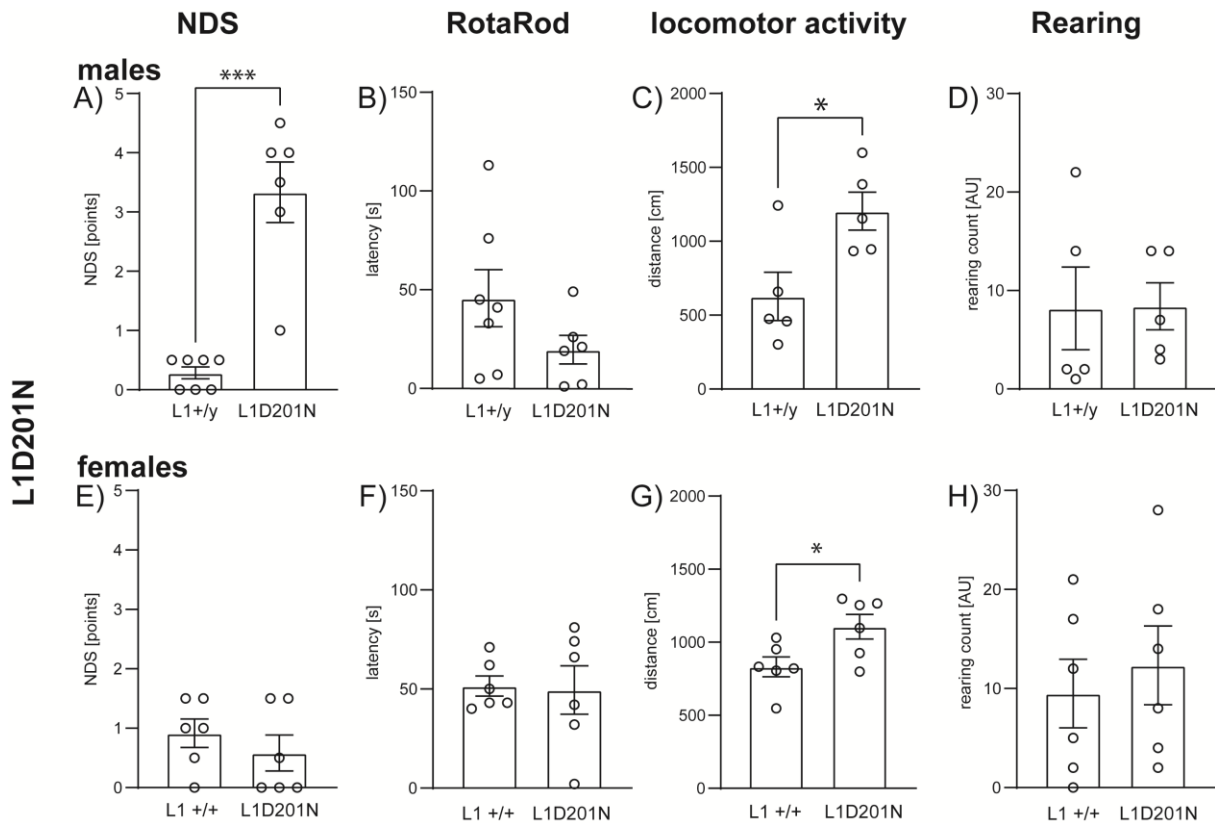 NDS RotaRod locomotor activity Rearing
males
A) B) C) D)
*** *
NDS [points] latency [s] distance [cm] rearing count [AU]
5 4 3 2 1 0
150 100 50 0
2000 1500 1000 500 0
30 20 10 0
L1+/y L1D201N L1+/y L1D201N L1+/y L1D201N L1+/y L1D201N
L1D201N
females
E) F) G) H)
*
NDS [points] latency [s] distance [cm] rearing count [AU]
5 4 3 2 1 0
150 100 50 0
2000 1500 1000 500 0
30 20 10 0
L1 +/+ L1D201N L1 +/+ L1D201N L1 +/+ L1D201N L1 +/+ L1D201N